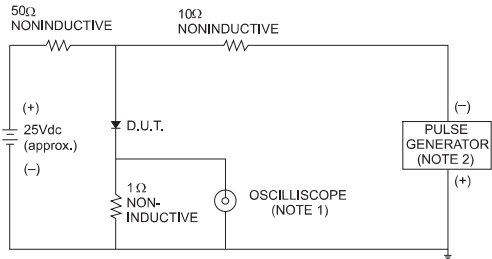 50Ω
NONINDUCTIVE
10Ω
NONINDUCTIVE
(+)
25Vdc
(approx.)
(–)
D.U.T.
1Ω
NON-
INDUCTIVE
OSCILLISCOPE
(NOTE 1)
(–)
PULSE
GENERATOR
(NOTE 2)
(+)